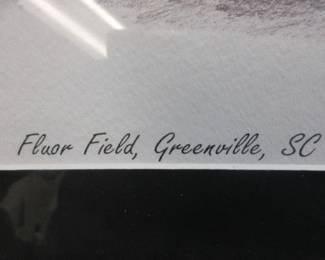 Fluor Field, Greenville, SC